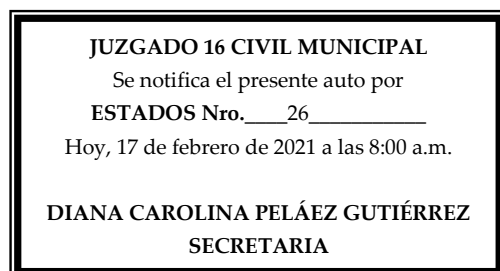 JUZGADO 16 CIVIL MUNICIPAL
Se notifica el presente auto por
ESTADOS Nro.____26___________
Hoy, 17 de febrero de 2021 a las 8:00 a.m.
DIANA CAROLINA PELÁEZ GUTIÉRREZ
SECRETARIA